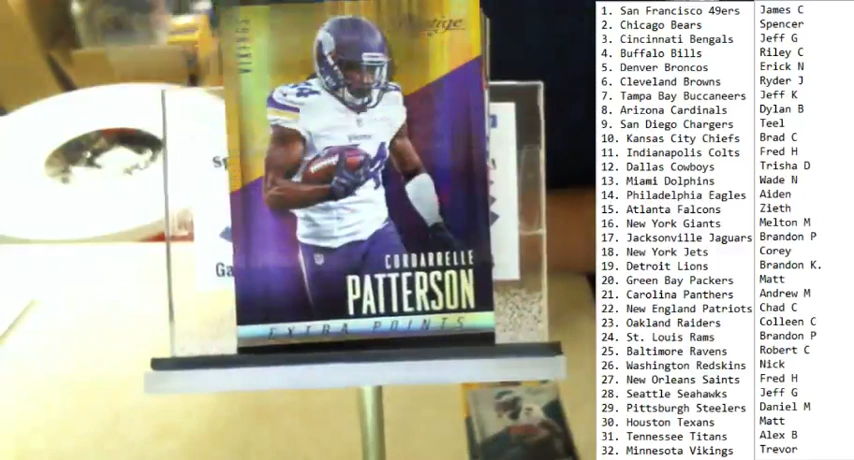 VIKINGS
Prestige
CORDARRELLE
PATTERSON
EXTRA POINTS
Ga
1. San Francisco 49ers James C
2. Chicago Bears Spencer
3. Cincinnati Bengals Jeff G
4. Buffalo Bills Riley C
5. Denver Broncos Erick N
6. Cleveland Browns Ryder J
7. Tampa Bay Buccaneers Jeff K
8. Arizona Cardinals Dylan B
9. San Diego Chargers Teel
10. Kansas City Chiefs Brad C
11. Indianapolis Colts Fred H
12. Dallas Cowboys Trisha D
13. Miami Dolphins Wade N
14. Philadelphia Eagles Aiden
15. Atlanta Falcons Zieth
16. New York Giants Melton M
17. Jacksonville Jaguars Brandon P
18. New York Jets Corey
19. Detroit Lions Brandon K.
20. Green Bay Packers Matt
21. Carolina Panthers Andrew M
22. New England Patriots Chad C
23. Oakland Raiders Colleen C
24. St. Louis Rams Brandon P
25. Baltimore Ravens Robert C
26. Washington Redskins Nick
27. New Orleans Saints Fred H
28. Seattle Seahawks Jeff G
29. Pittsburgh Steelers Daniel M
30. Houston Texans Matt
31. Tennessee Titans Alex B
32. Minnesota Vikings Trevor